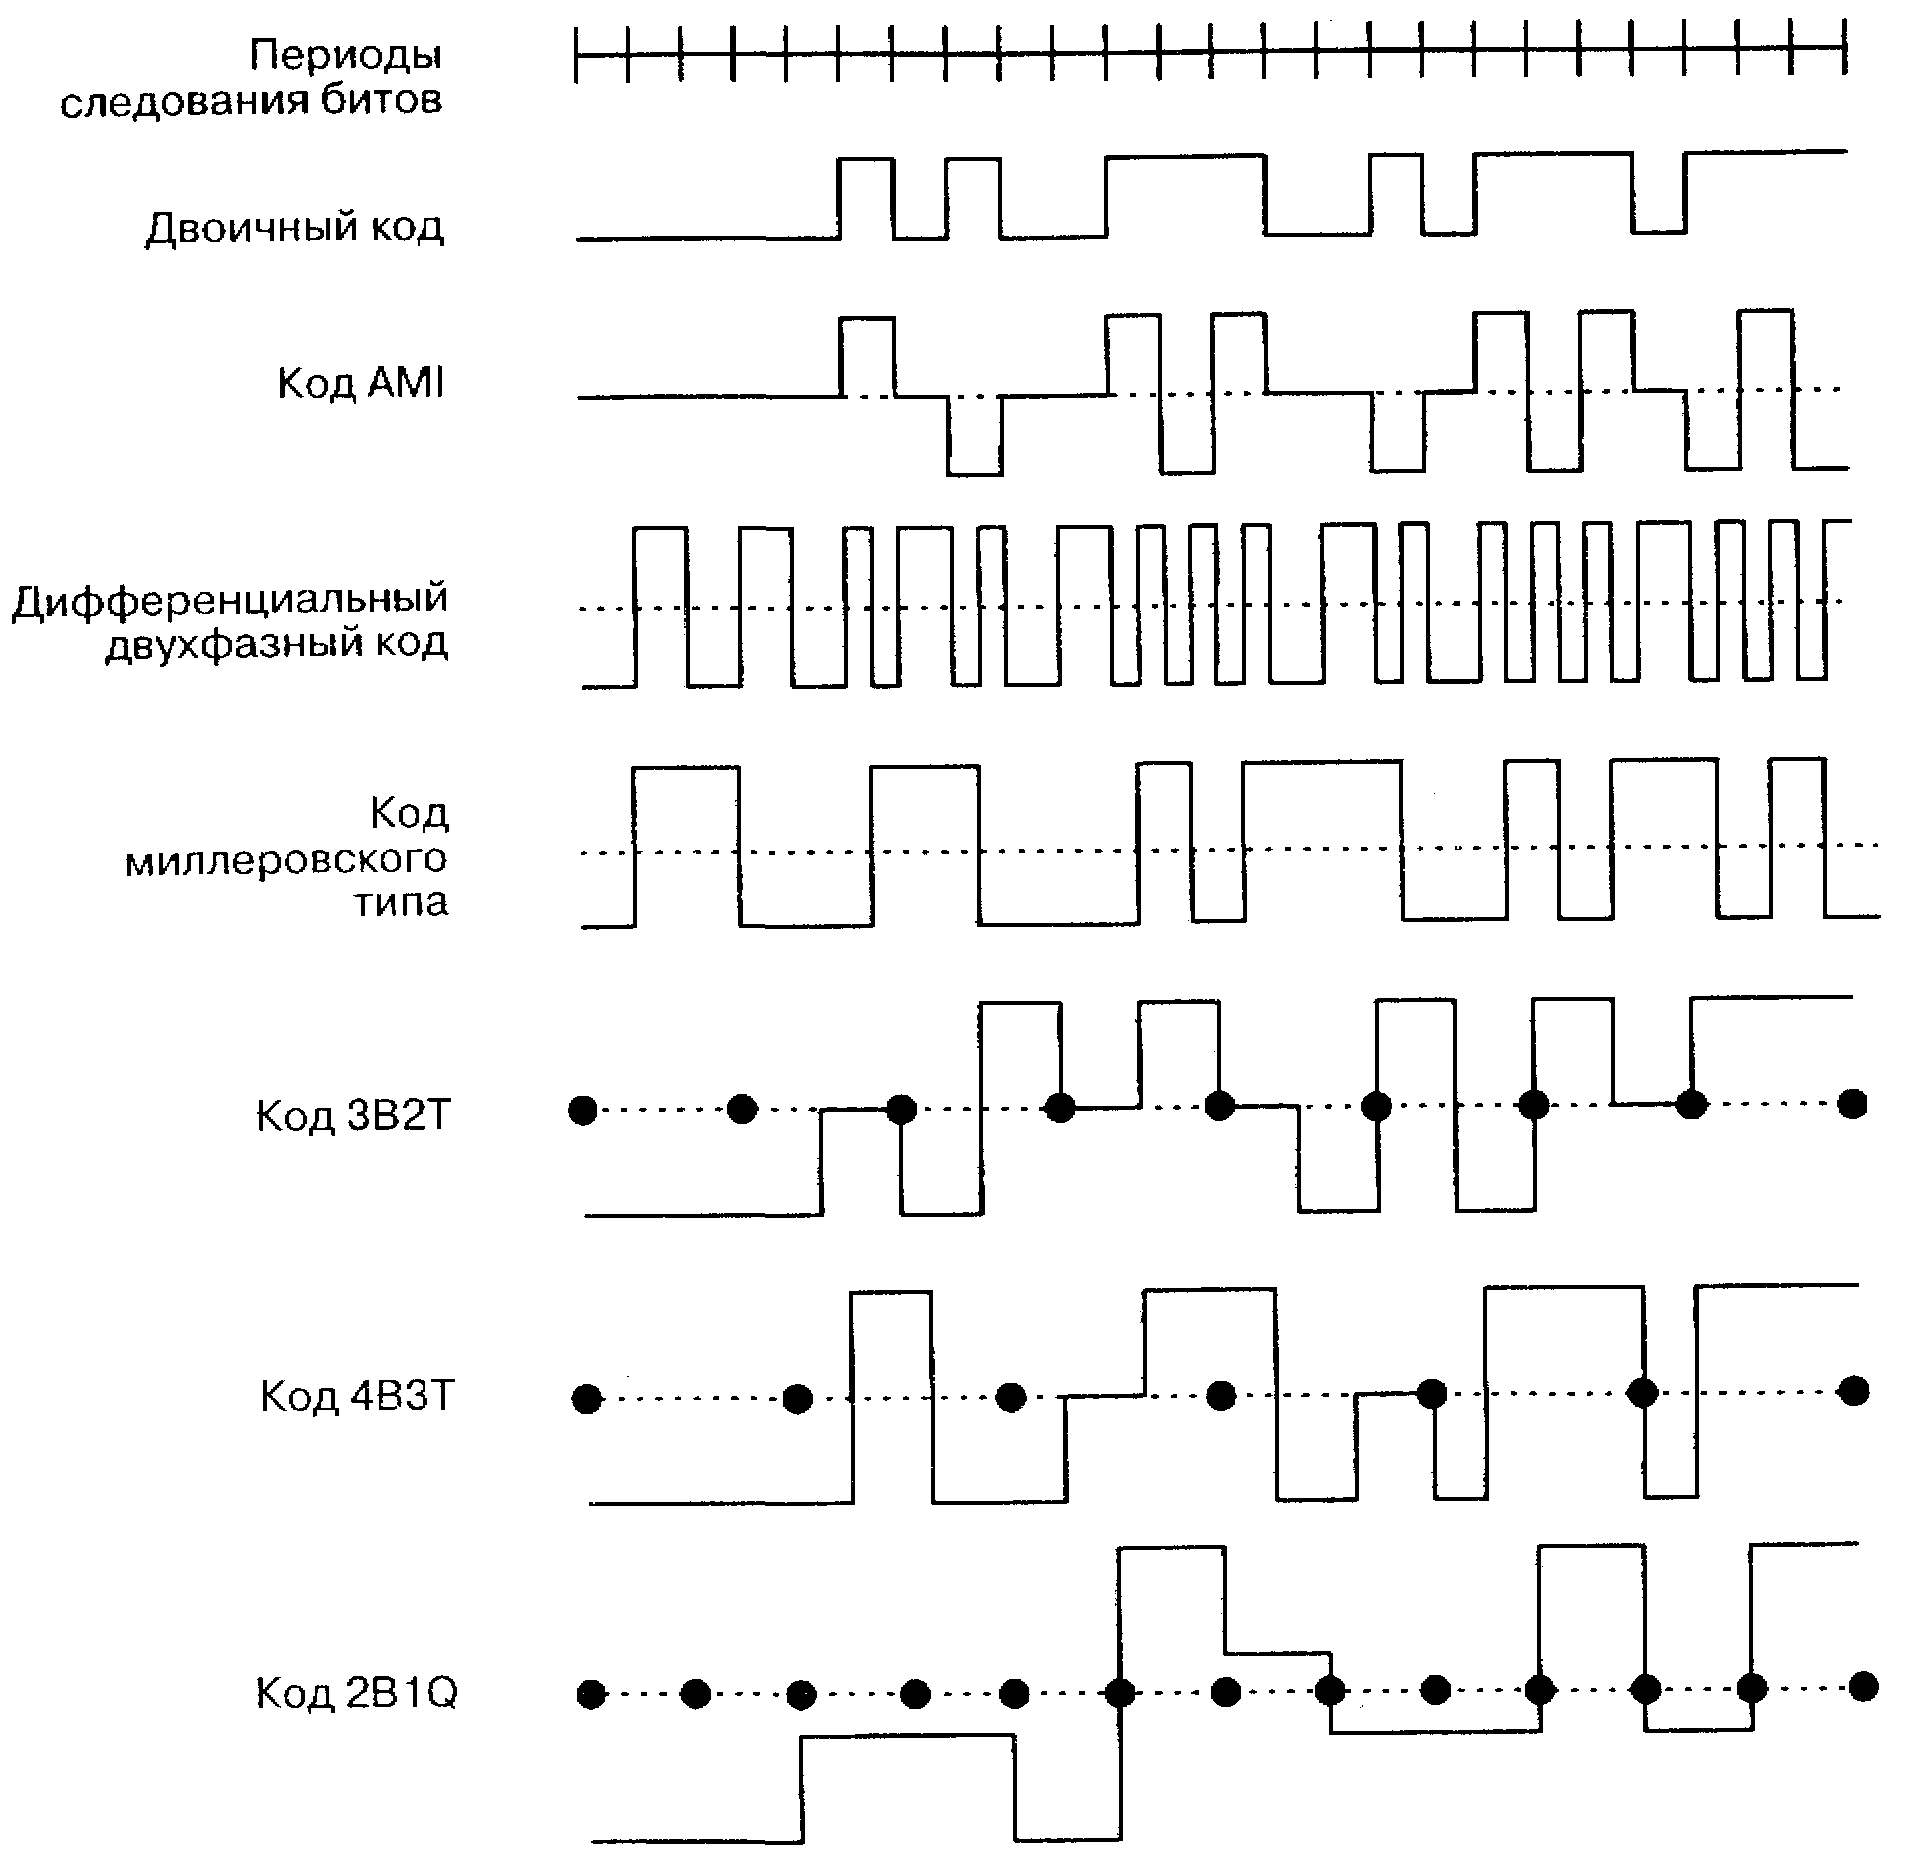 Периоды
следования битов
Двоичный код
Код AMI
Дифференциальный
двухфазный код
Код
миллеровского
типа
Код 3B2T
Код 4B3T
Код 2B1Q